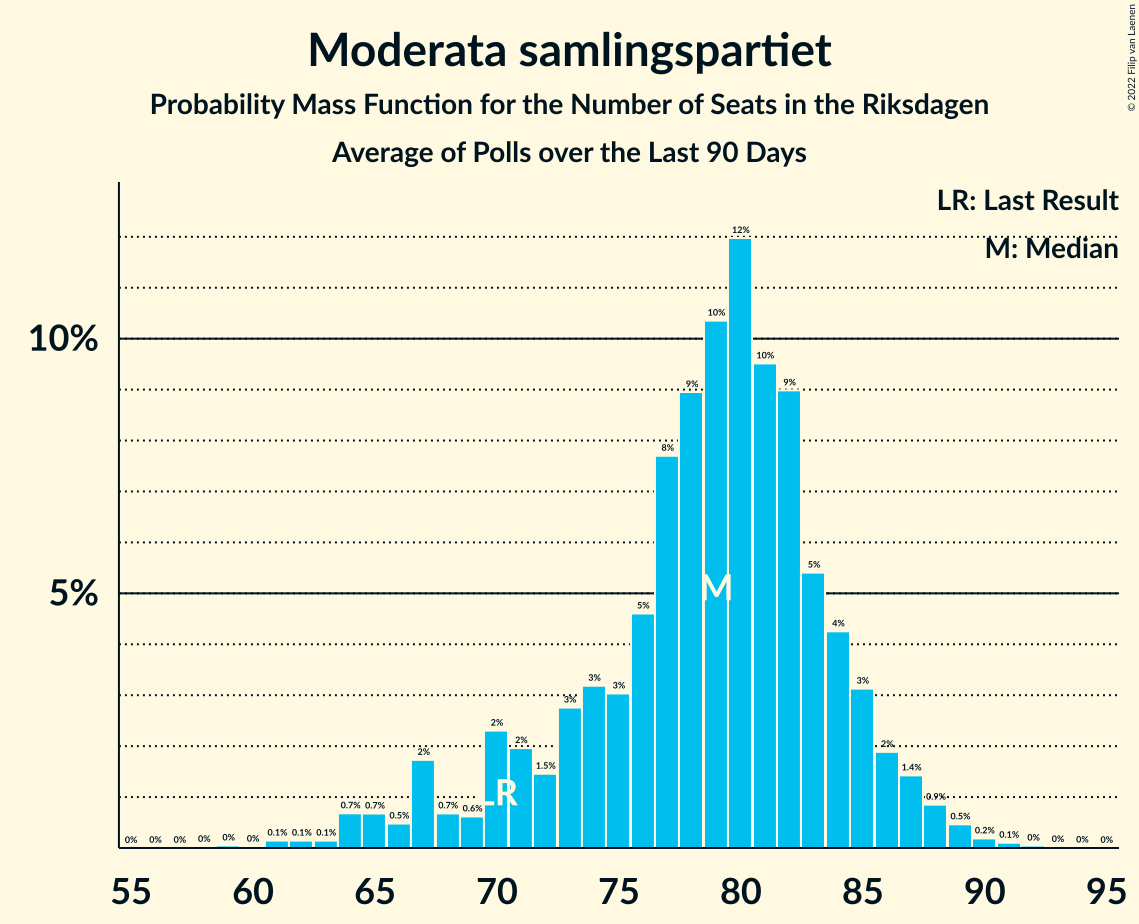 Moderata samlingspartiet
Probability Mass Function for the Number of Seats in the Riksdagen
Average of Polls over the Last 90 Days
© 2022 Filip van Laenen
LR: Last Result
M: Median
10%
5%
0% 0% 0% 0% 0% 0% 0.1% 0.1% 0.1% 0.7% 0.7% 0.5% 2% 0.7% 0.6% 2% 2% 1.5% 3% 3% 3% 5% 8% 9% 10% 12% 10% 9% 5% 4% 3% 2% 1.4% 0.9% 0.5% 0.2% 0.1% 0% 0% 0% 0%
M
LR
55 60 65 70 75 80 85 90 95